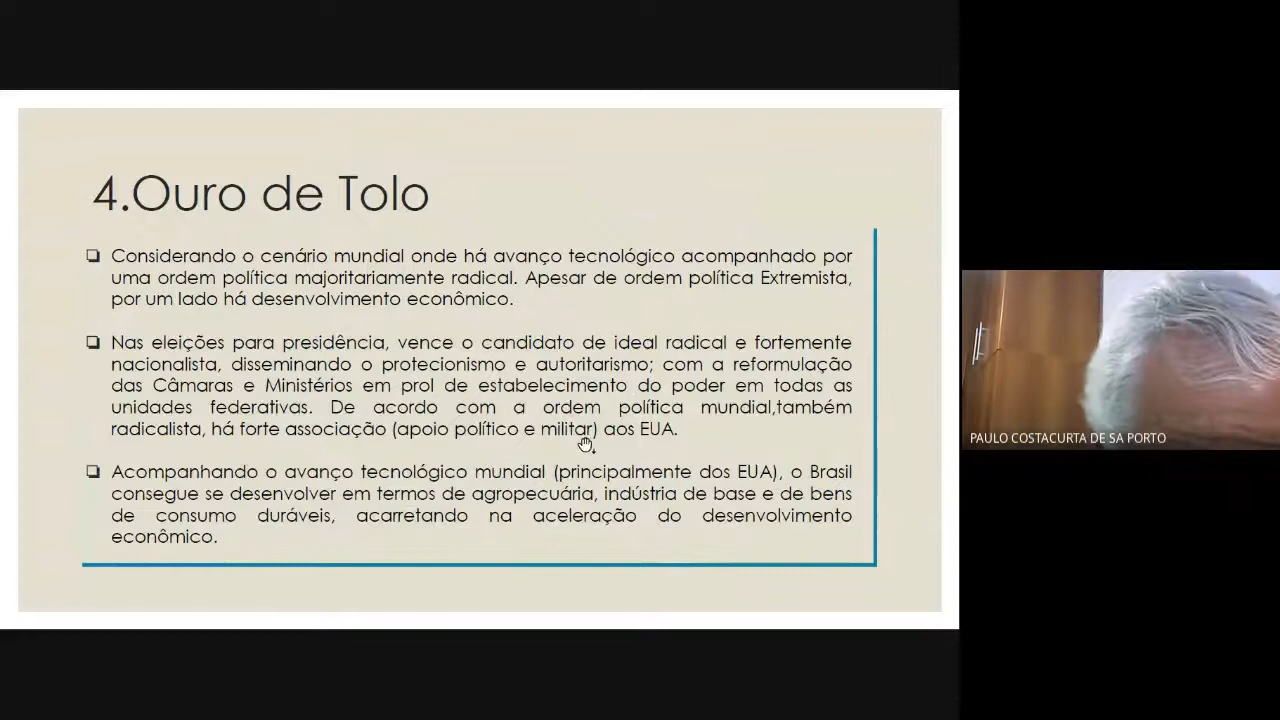 4.Ouro de Tolo
Considerando o cenário mundial onde há avanço tecnológico acompanhado por
uma ordem política majoritariamente radical. Apesar de ordem política Extremista,
por um lado há desenvolvimento econômico.
Nas eleições para presidência, vence o candidato de ideal radical e fortemente
nacionalista, disseminando o protecionismo e autoritarismo; com a reformulação
das Câmaras e Ministérios em prol de estabelecimento do poder em todas as
unidades federativas. De acordo com a ordem política mundial,também
radicalista, há forte associação (apoio político e militar) aos EUA.
Acompanhando o avanço tecnológico mundial (principalmente dos EUA), o Brasil
consegue se desenvolver em termos de agropecuária, indústria de base e de bens
de consumo duráveis, acarretando na aceleração do desenvolvimento
econômico.
PAULO COSTACURTA DE SA PORTO